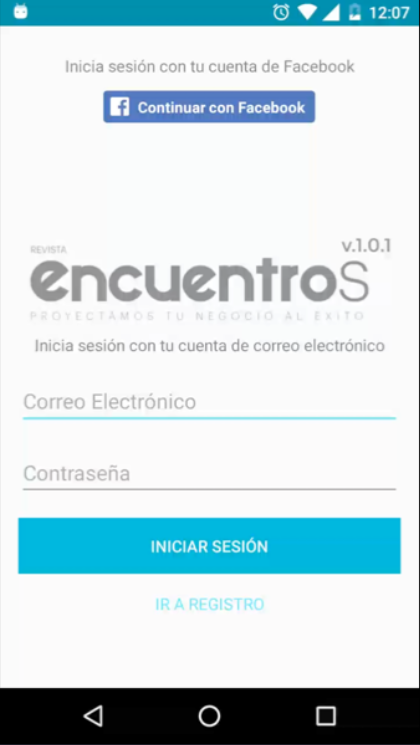 12:07
Inicia sesión con tu cuenta de Facebook
Continuar con Facebook
v.1.0.1
REVISTA
encuentros
PROYECTAMOS TU NEGOCIO AL EXITO
Inicia sesión con tu cuenta de correo electrónico
Correo Electrónico
Contraseña
INICIAR SESIÓN
IR A REGISTRO